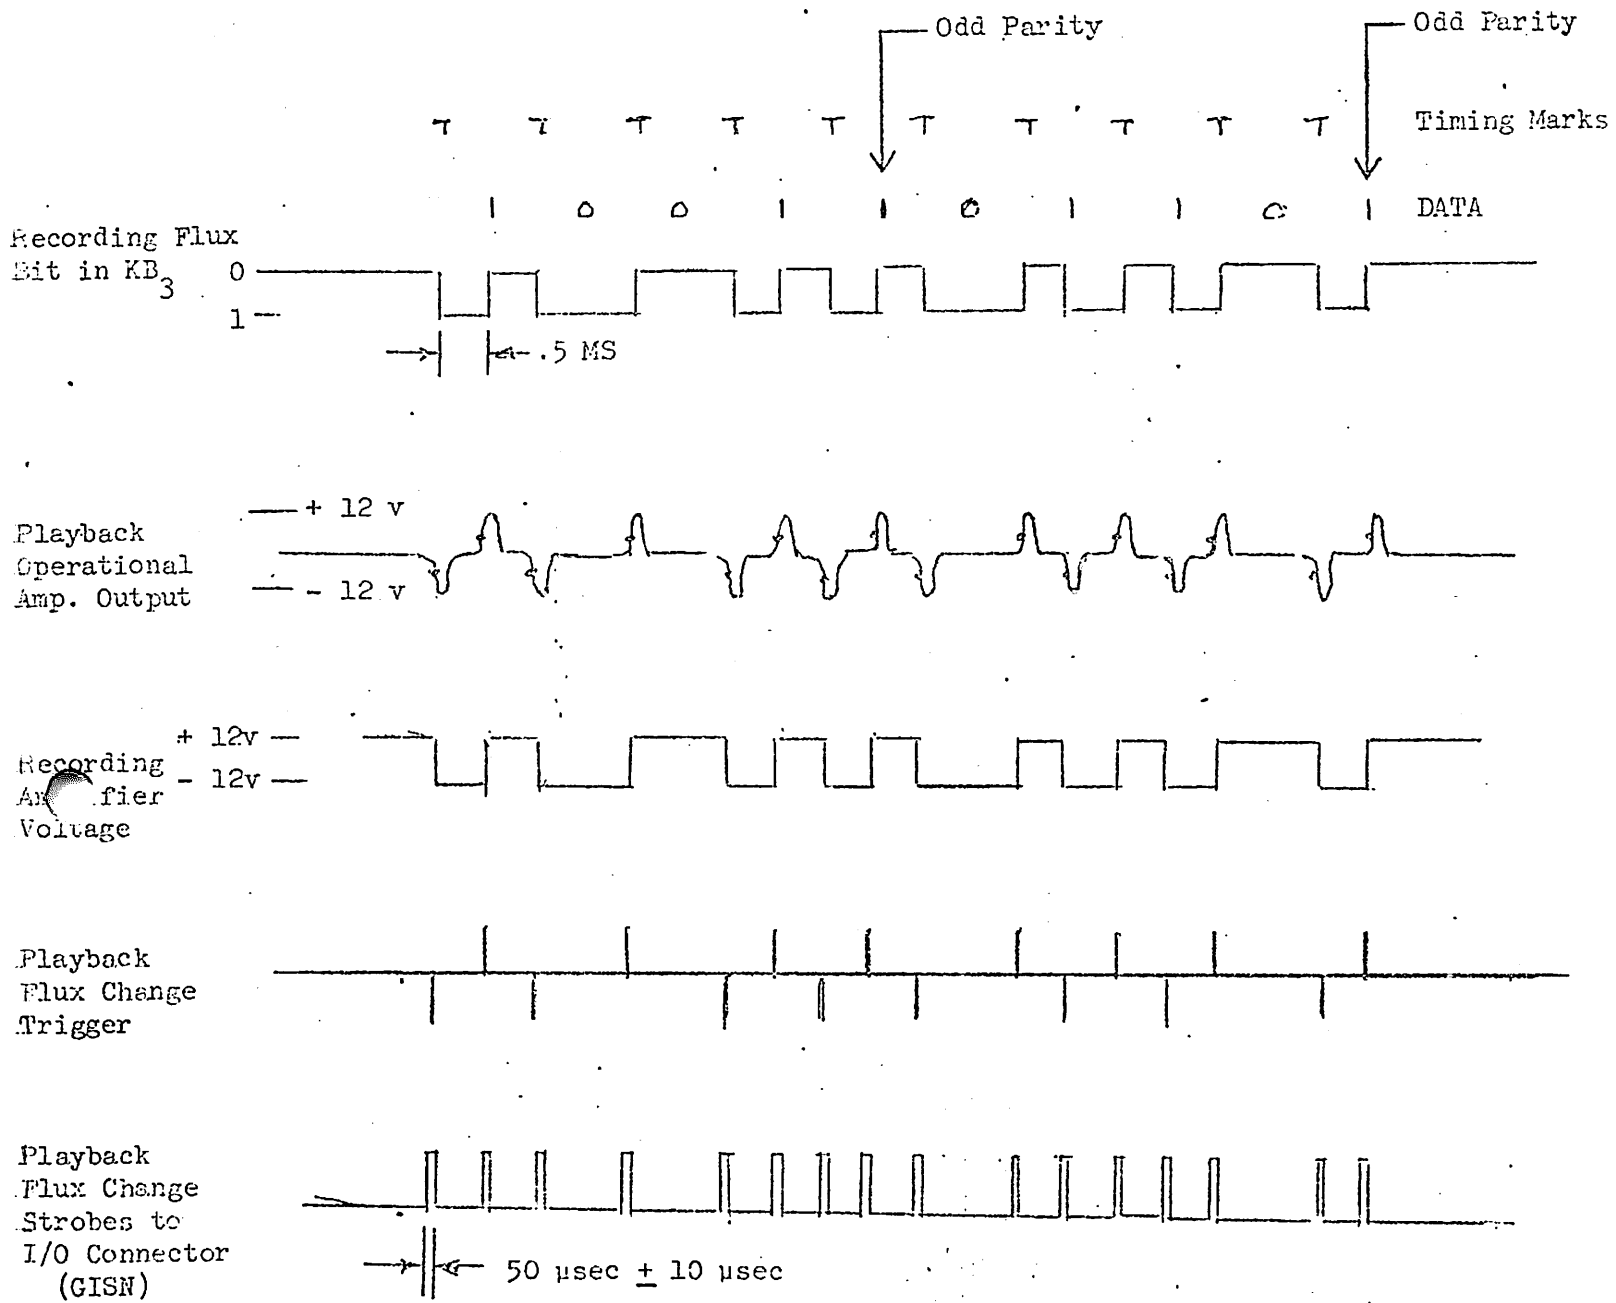 Odd Parity
Odd Parity
T T T T T T T T T T Timing Marks
1 0 0 1 1 0 1 1 0 1 DATA
Recording Flux
Bit in KB3
0
1
.5 MS
+ 12 v
Playback
Operational
Amp. Output
- 12 v
+ 12v
Recording
- 12v
Voltage
Playback
Flux Change
Trigger
Playback
Flux Change
Strobes to
I/O Connector
(GISN)
50 µsec ± 10 µsec